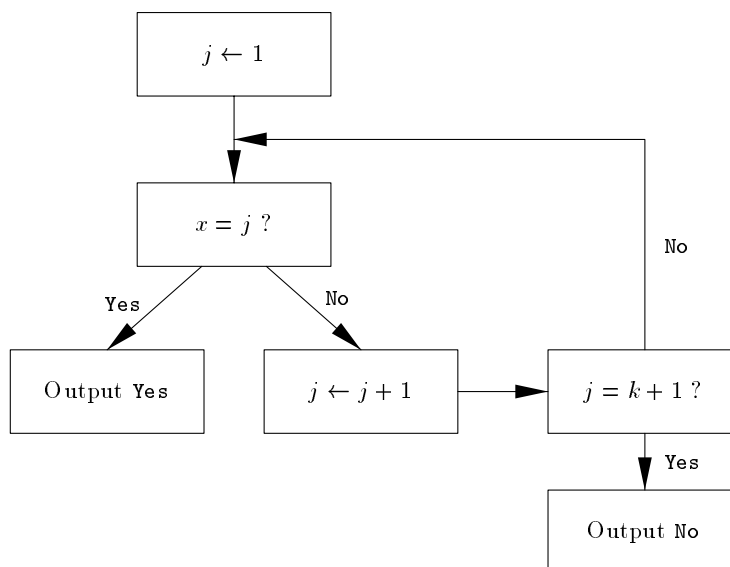 j ← 1
x = j ?
No
Yes
No
Output Yes
j ← j + 1
j = k + 1 ?
Yes
Output No